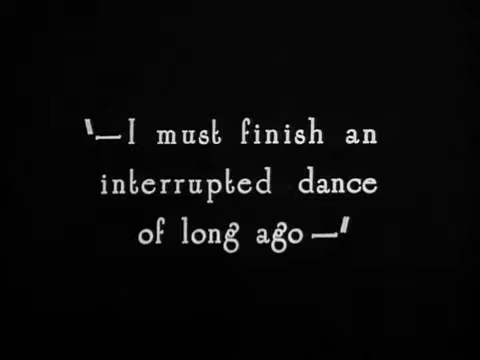 "—I must finish an
interrupted dance
of long ago—"